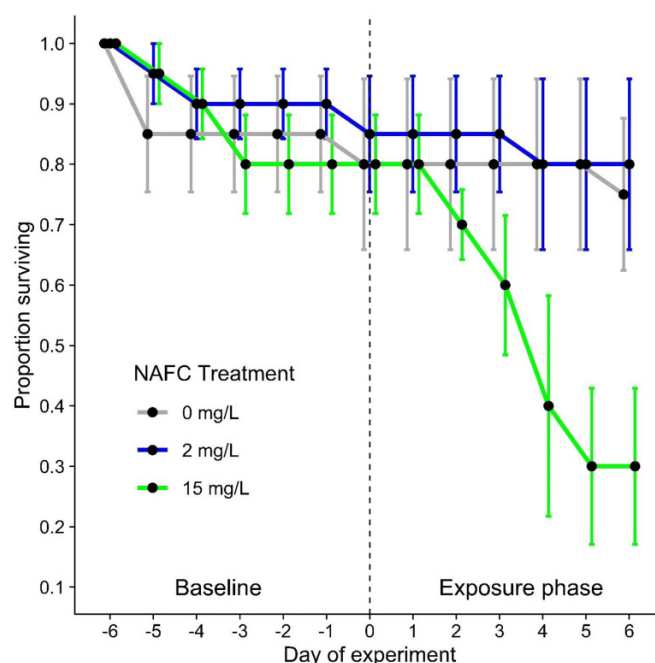 1.0
0.9
0.8
0.7
0.6
0.5
0.4
0.3
0.2
0.1
Proportion surviving
NAFC Treatment
0 mg/L
2 mg/L
15 mg/L
Baseline
Exposure phase
-6 -5 -4 -3 -2 -1 0 1 2 3 4 5 6
Day of experiment